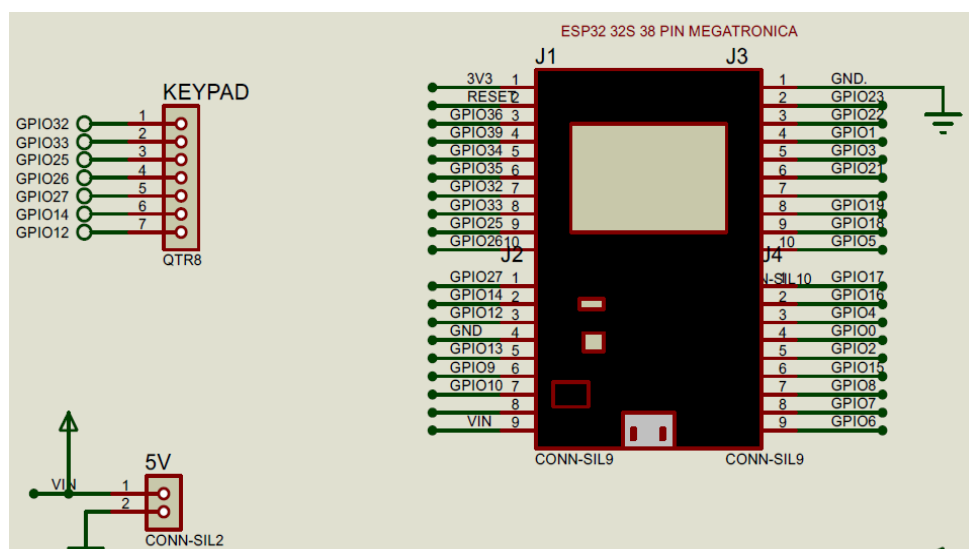 ESP32 32S 38 PIN MEGATRONICA
J1 J3
KEYPAD
GPIO32 1
GPIO33 2
GPIO25 3
GPIO26 4
GPIO27 5
GPIO14 6
GPIO12 7
QTR8
3V3 1
RESET 2
GPIO36 3
GPIO39 4
GPIO34 5
GPIO35 6
GPIO32 7
GPIO33 8
GPIO25 9
GPIO26 10
1 GND.
2 GPIO23
3 GPIO22
4 GPIO1
5 GPIO3
6 GPIO21
7
8 GPIO19
9 GPIO18
10 GPIO5
J2 J4
N-SIL10
GPIO27 1
GPIO14 2
GPIO12 3
GND 4
GPIO13 5
GPIO9 6
GPIO10 7
8
VIN 9
CONN-SIL9
1 GPIO17
2 GPIO16
3 GPIO4
4 GPIO0
5 GPIO2
6 GPIO15
7 GPIO8
8 GPIO7
9 GPIO6
CONN-SIL9
5V
VIN 1
2
CONN-SIL2